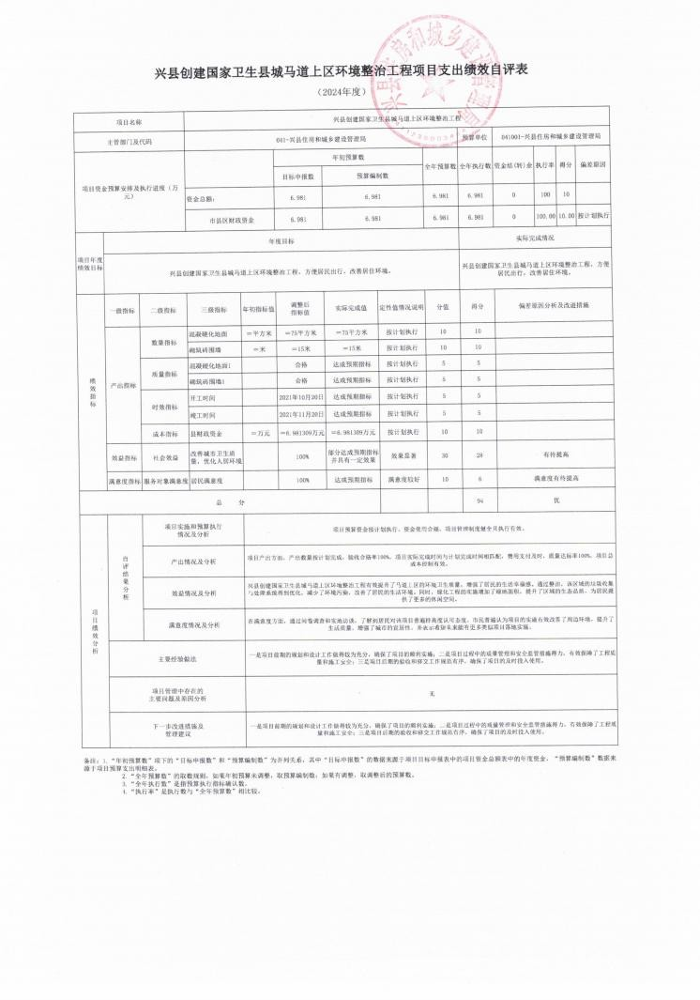 兴县创建国家卫生县城马道上区环境整治工程项目支出绩效自评表
（2024年度）
项目名称 兴县创建国家卫生县城马道上区环境整治工程
主管部门及代码 041-兴县住房和城乡建设管理局 预算单位 041001-兴县住房和城乡建设管理局
项目资金预算安排及执行进度（万元） 年初预算数 全年预算数 全年执行数 资金结(转)余 执行率 得分 偏差原因
目标申报数 预算编制数
资金总额： 6.981 6.981 6.981 6.981 0 100 10
市县区财政资金 6.981 6.981 6.981 6.981 0 100.00 10.00 按计划执行
项目年度绩效目标 年度目标 实际完成情况
兴县创建国家卫生县城马道上区环境整治工程，方便居民出行，改善居住环境。 兴县创建国家卫生县城马道上区环境整治工程，方便居民出行，改善居住环境。
绩效指标 一级指标 二级指标 三级指标 年初指标值 调整后指标值 实际完成值 定性值情况说明 分值 得分 偏差原因分析及改进措施
产出指标 数量指标 混凝硬化地面 ＝平方米 ＝75平方米 ＝75平方米 按计划执行 10 10
砌筑砖围墙 ＝米 ＝15米 ＝15米 按计划执行 10 10
质量指标 混凝硬化地面1 合格 达成预期指标 按计划执行 5 5
砌筑砖围墙1 合格 达成预期指标 按计划执行 5 5
时效指标 开工时间 2021年10月20日 达成预期指标 按计划执行 5 5
竣工时间 2021年11月20日 达成预期指标 按计划执行 5 5
成本指标 县财政资金 ＝万元 ＝6.981309万元 ＝6.981309万元 按计划执行 10 10
效益指标 社会效益 改善城市卫生质量，优化人居环境 100% 部分达成预期指标并具有一定效果 效果显著 30 28 有待提高
满意度指标 服务对象满意度 居民满意度 100% 达成预期指标 满意度较好 10 6 满意度有待提高
总 分 94 优
项目绩效分析 自评结果分析 项目实施和预算执行情况及分析 项目预算资金按计划执行，资金使用合规、项目管理制度健全且执行有效。
产出情况及分析 项目产出方面，产出数量按计划完成，验收合格率100%，项目实际完成时间与计划完成时间相匹配，费用支付及时，质量达标率100%，项目总成本控制有效。
效益情况及分析 兴县创建国家卫生县城马道上区环境整治工程有效提升了马道上区的环境卫生质量，增强了居民的生活幸福感。通过整治，该区域的垃圾收集与处理系统得到优化，减少了环境污染，改善了居民的生活环境。同时，绿化工程的实施增加了绿地面积，提升了区域的生态品质，为居民提供了更多的休闲空间。
满意度情况及分析 在满意度方面，通过问卷调查和实地访谈，了解到居民对该项目普遍持高度认可态度。市民普遍认为项目的实施有效改善了周边环境，提升了生活质量，增强了城市的宜居性，并表示希望未来能有更多类似项目落地实施。
主要经验做法 一是项目前期的规划和设计工作做得较为充分，确保了项目的顺利实施；二是项目过程中的质量管理和安全监管措施得力，有效保障了工程质量和施工安全；三是项目后期的验收和移交工作规范有序，确保了项目的及时投入使用。
项目管理中存在的主要问题及原因分析 无
下一步改进措施及管理建议 一是项目前期的规划和设计工作做得较为充分，确保了项目的顺利实施；二是项目过程中的质量管理和安全监管措施得力，有效保障了工程质量和施工安全；三是项目后期的验收和移交工作规范有序，确保了项目的及时投入使用。
备注：1.“年初预算数”项下的“目标申报数”和“预算编制数”为并列关系，其中“目标申报数”的数据来源于项目目标申报表中的项目资金总额表中的年度资金，“预算编制数”数据来
源于项目预算支出明细表。
2.“全年预算数”的取数规则，如果年初预算未调整，取预算编制数；如果有调整，取调整后的预算数。
3.“全年执行数”是指预算执行指标确认数。
4.“执行率”是执行数与“全年预算数”相比较。